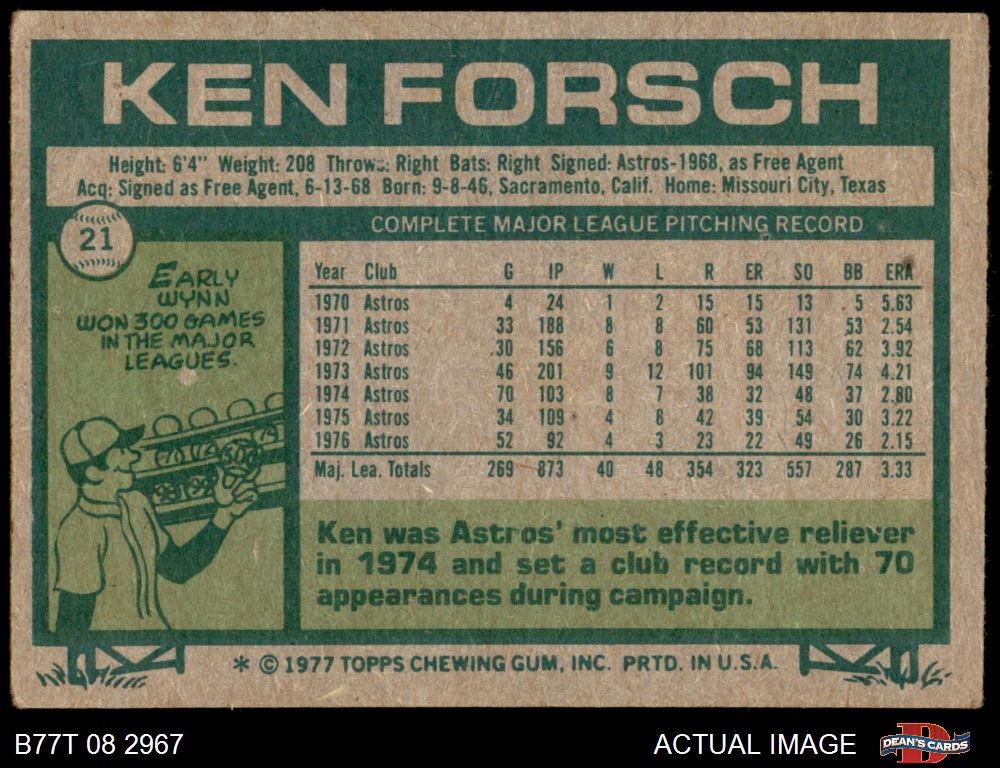 KEN FORSCH
Height: 6'4" Weight: 208 Throws: Right Bats: Right Signed: Astros-1968, as Free Agent
Acq: Signed as Free Agent, 6-13-68 Born: 9-8-46, Sacramento, Calif. Home: Missouri City, Texas
21
COMPLETE MAJOR LEAGUE PITCHING RECORD
EARLY
WYNN
WON 300 GAMES
IN THE MAJOR
LEAGUES.
Year Club G IP W L R ER SO BB ERA
1970 Astros 4 24 1 2 15 15 13 5 5.63
1971 Astros 33 188 8 8 60 53 131 53 2.54
1972 Astros 30 156 6 8 75 68 113 62 3.92
1973 Astros 46 201 9 12 101 94 149 74 4.21
1974 Astros 70 103 8 7 38 32 48 37 2.80
1975 Astros 34 109 4 8 42 39 54 30 3.22
1976 Astros 52 92 4 3 23 22 49 26 2.15
Maj. Lea. Totals 269 873 40 48 354 323 557 287 3.33
300
Ken was Astros' most effective reliever
in 1974 and set a club record with 70
appearances during campaign.
* © 1977 TOPPS CHEWING GUM, INC. PRTD. IN U.S.A.
B77T 08 2967
ACTUAL IMAGE
DEAN'S CARDS